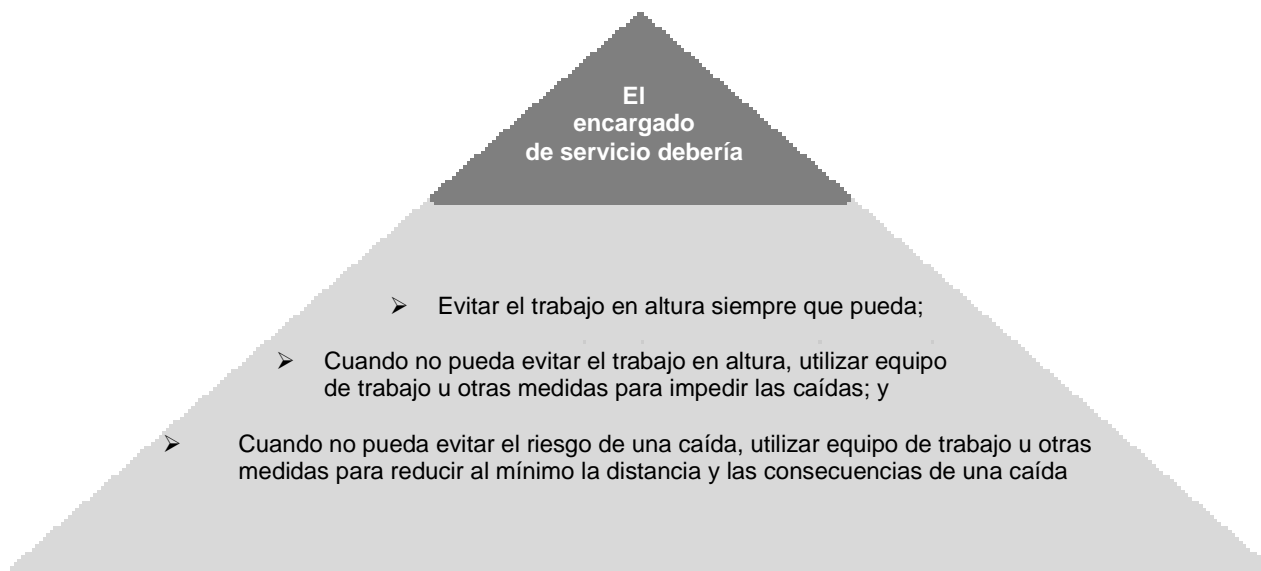 El
encargado
de servicio debería
➢ Evitar el trabajo en altura siempre que pueda;
➢ Cuando no pueda evitar el trabajo en altura, utilizar equipo
de trabajo u otras medidas para impedir las caídas; y
➢ Cuando no pueda evitar el riesgo de una caída, utilizar equipo de trabajo u otras
medidas para reducir al mínimo la distancia y las consecuencias de una caída